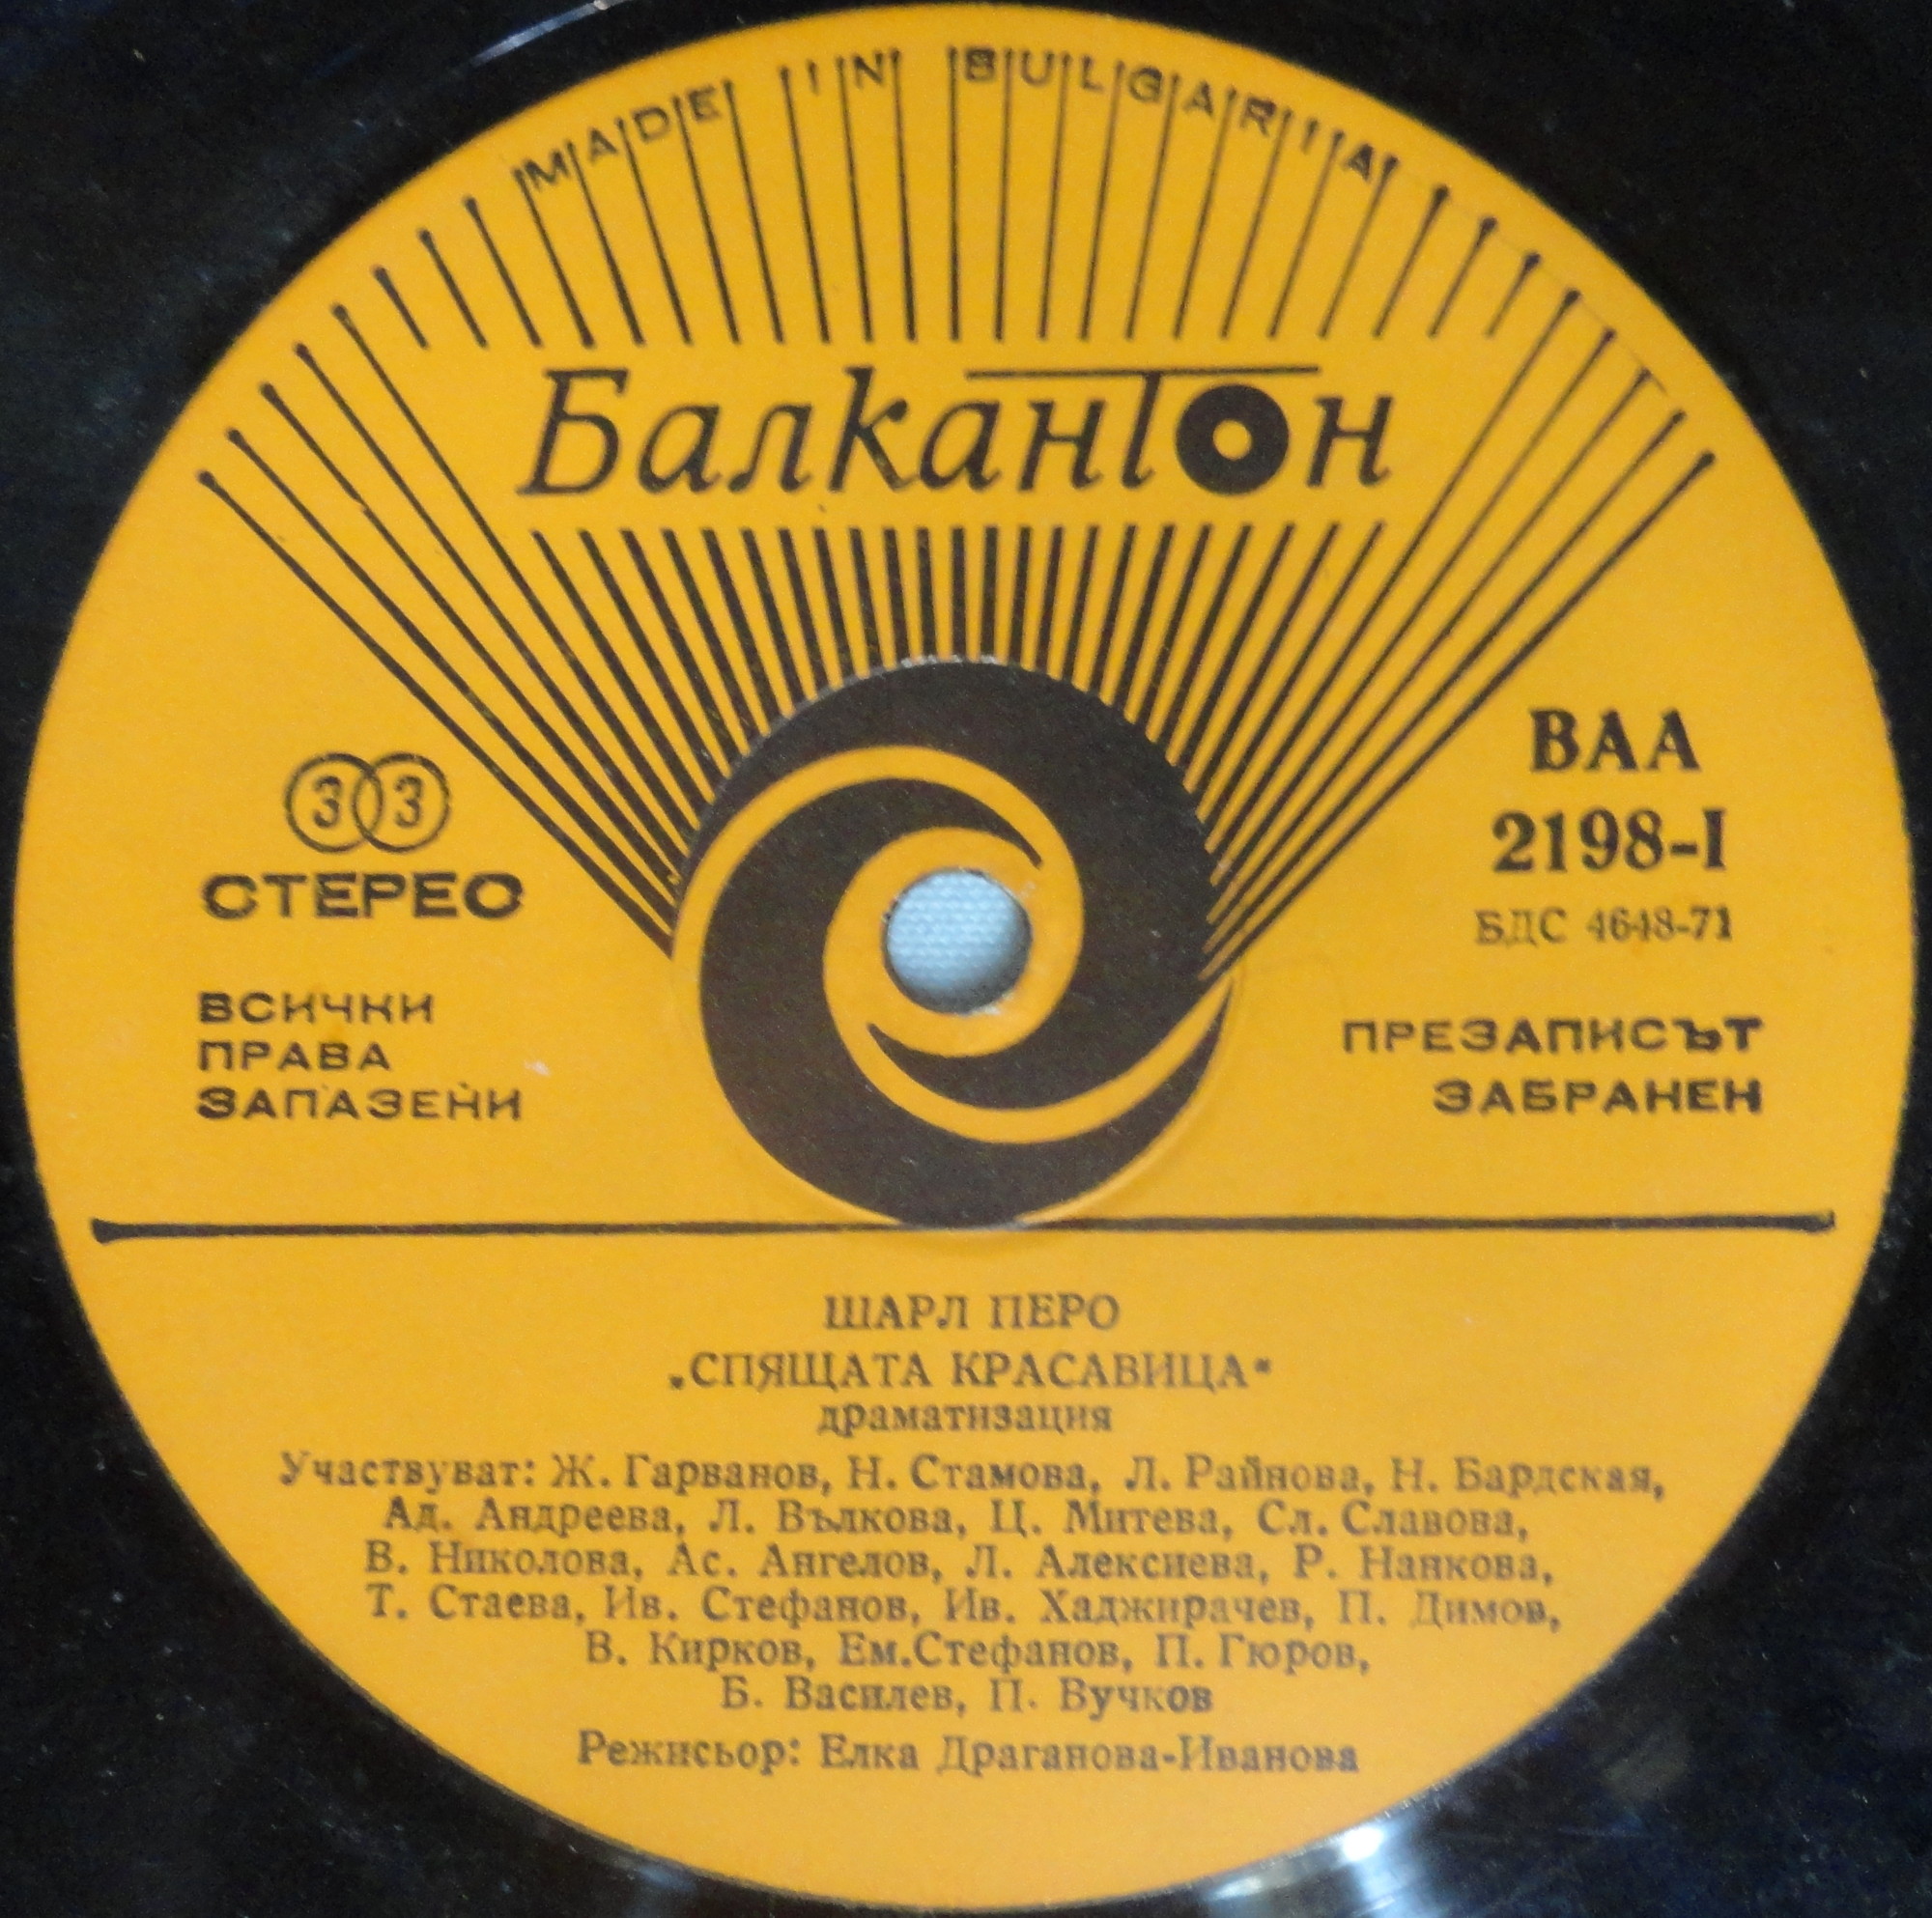 MADE IN BULGARIA
Балкантон
33
СТЕРЕО
ВСИЧКИ
ПРАВА
ЗАПАЗЕНИ
ВАА
2198-I
БДС 4648-71
ПРЕЗАПИСЪТ
ЗАБРАНЕН
ШАРЛ ПЕРО
„СПЯЩАТА КРАСАВИЦА“
драматизация
Участвуват: Ж. Гарванов, Н. Стамова, Л. Райнова, Н. Бардская,
Ад. Андреева, Л. Вълкова, Ц. Митева, Сл. Славова,
В. Николова, Ас. Ангелов, Л. Алексиева, Р. Нанкова,
Т. Стаева, Ив. Стефанов, Ив. Хаджирачев, П. Димов,
В. Кирков, Ем.Стефанов, П. Гюров,
Б. Василев, П. Вучков
Режисьор: Елка Драганова-Иванова